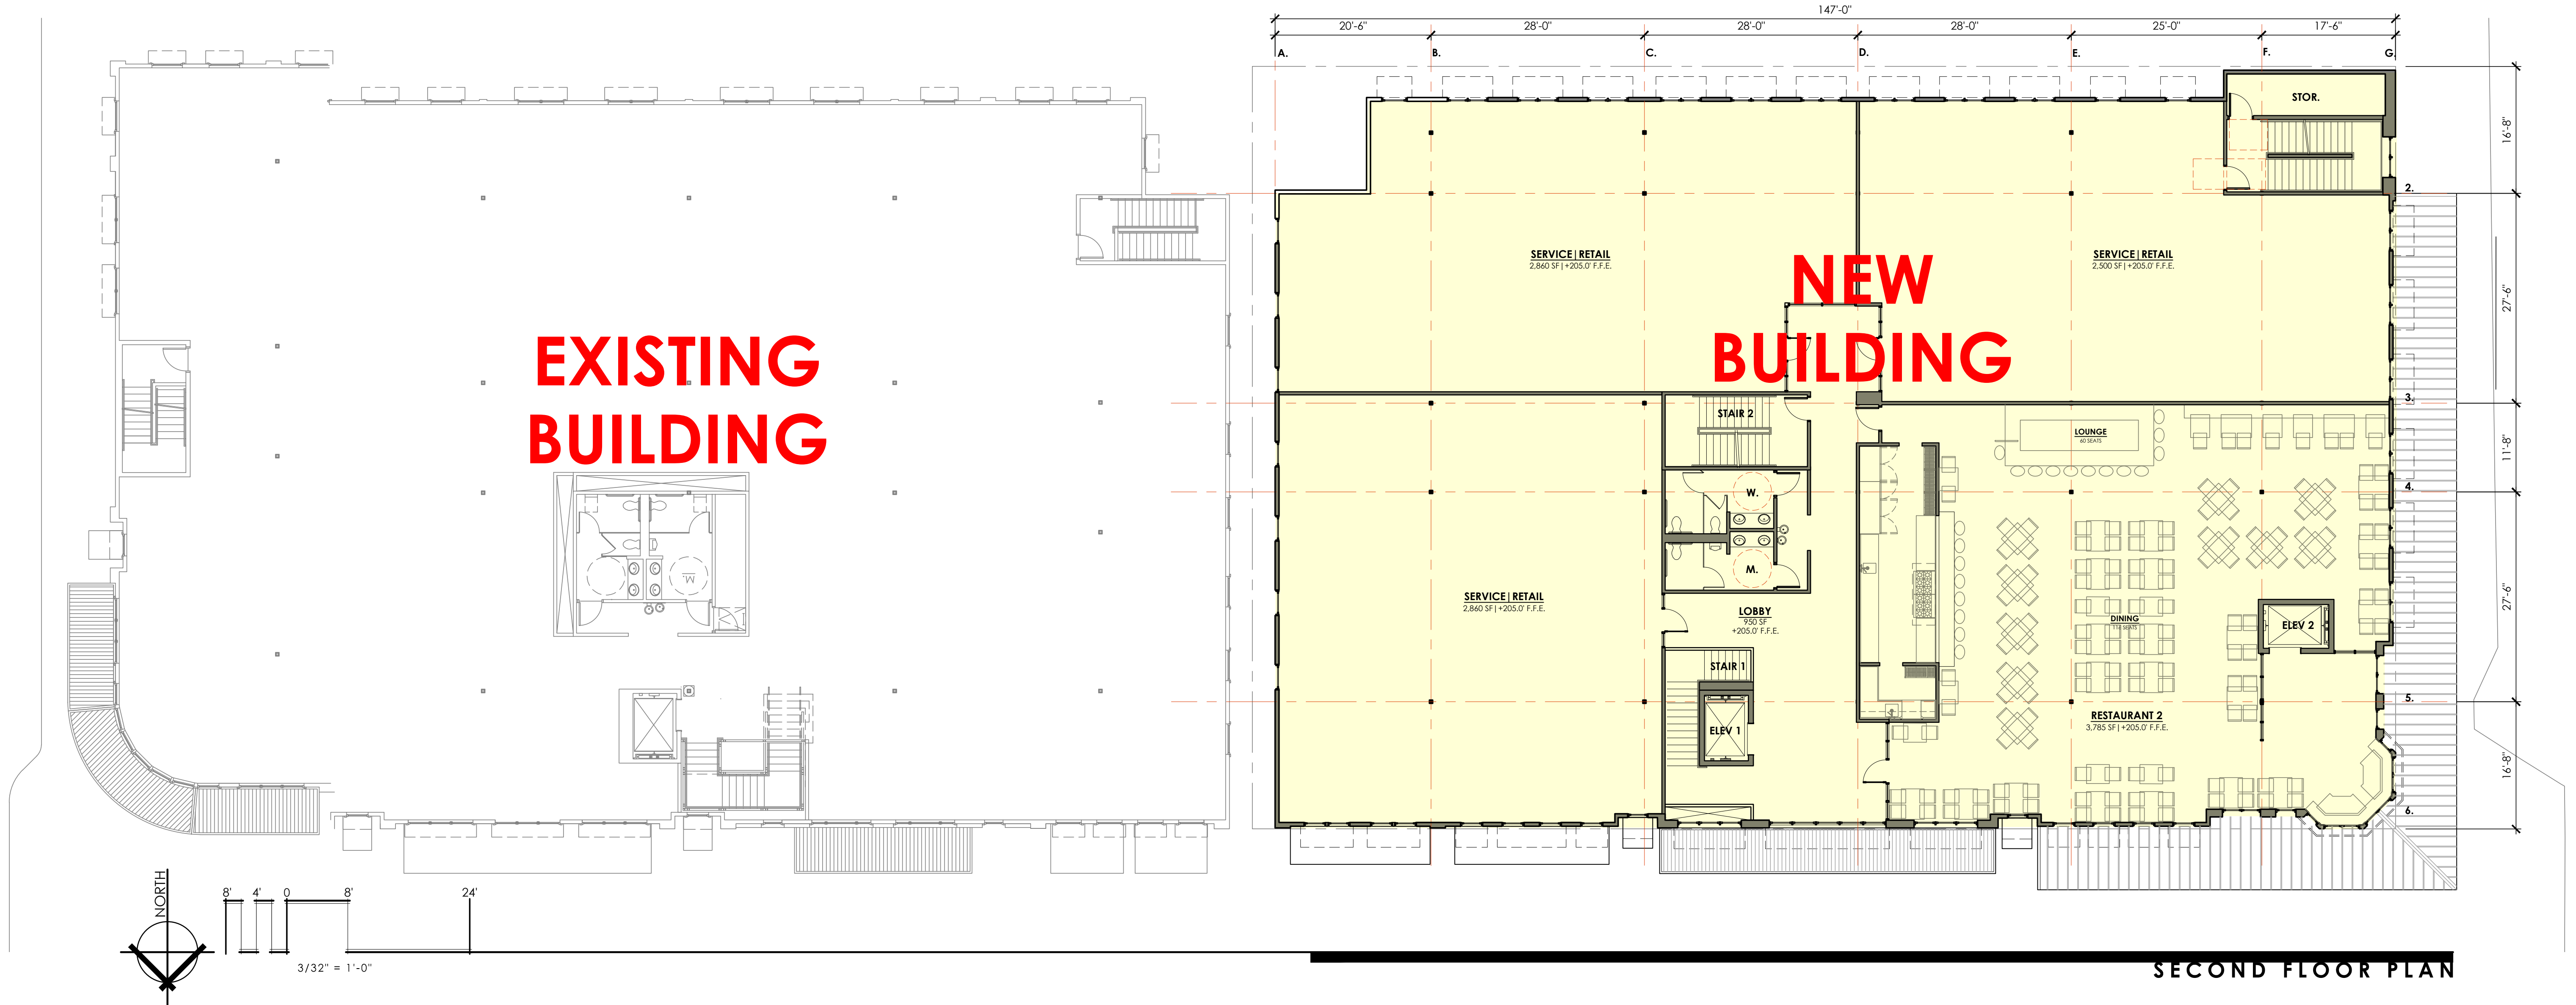 147'-0"
20'-6" 28'-0" 28'-0" 28'-0" 25'-0" 17'-6"
A. B. C. D. E. F. G.
STOR.
16'-8"
2.
SERVICE|RETAIL
2,860 SF|+205.0' F.F.E.
SERVICE|RETAIL
2,500 SF|+205.0' F.F.E.
27'-6"
EXISTING
BUILDING
NEW
BUILDING
3.
STAIR 2
LOUNGE
60 SEATS
11'-8"
4.
W.
M.
M.
SERVICE|RETAIL
2,860 SF|+205.0' F.F.E.
LOBBY
950 SF
+205.0' F.F.E.
DINING
SEATS
ELEV 2
27'-6"
STAIR 1
5.
ELEV 1
RESTAURANT 2
3,785 SF|+205.0' F.F.E.
16'-8"
6.
NORTH
8' 4' 0 8' 24'
3/32" = 1'-0"
SECOND FLOOR PLAN